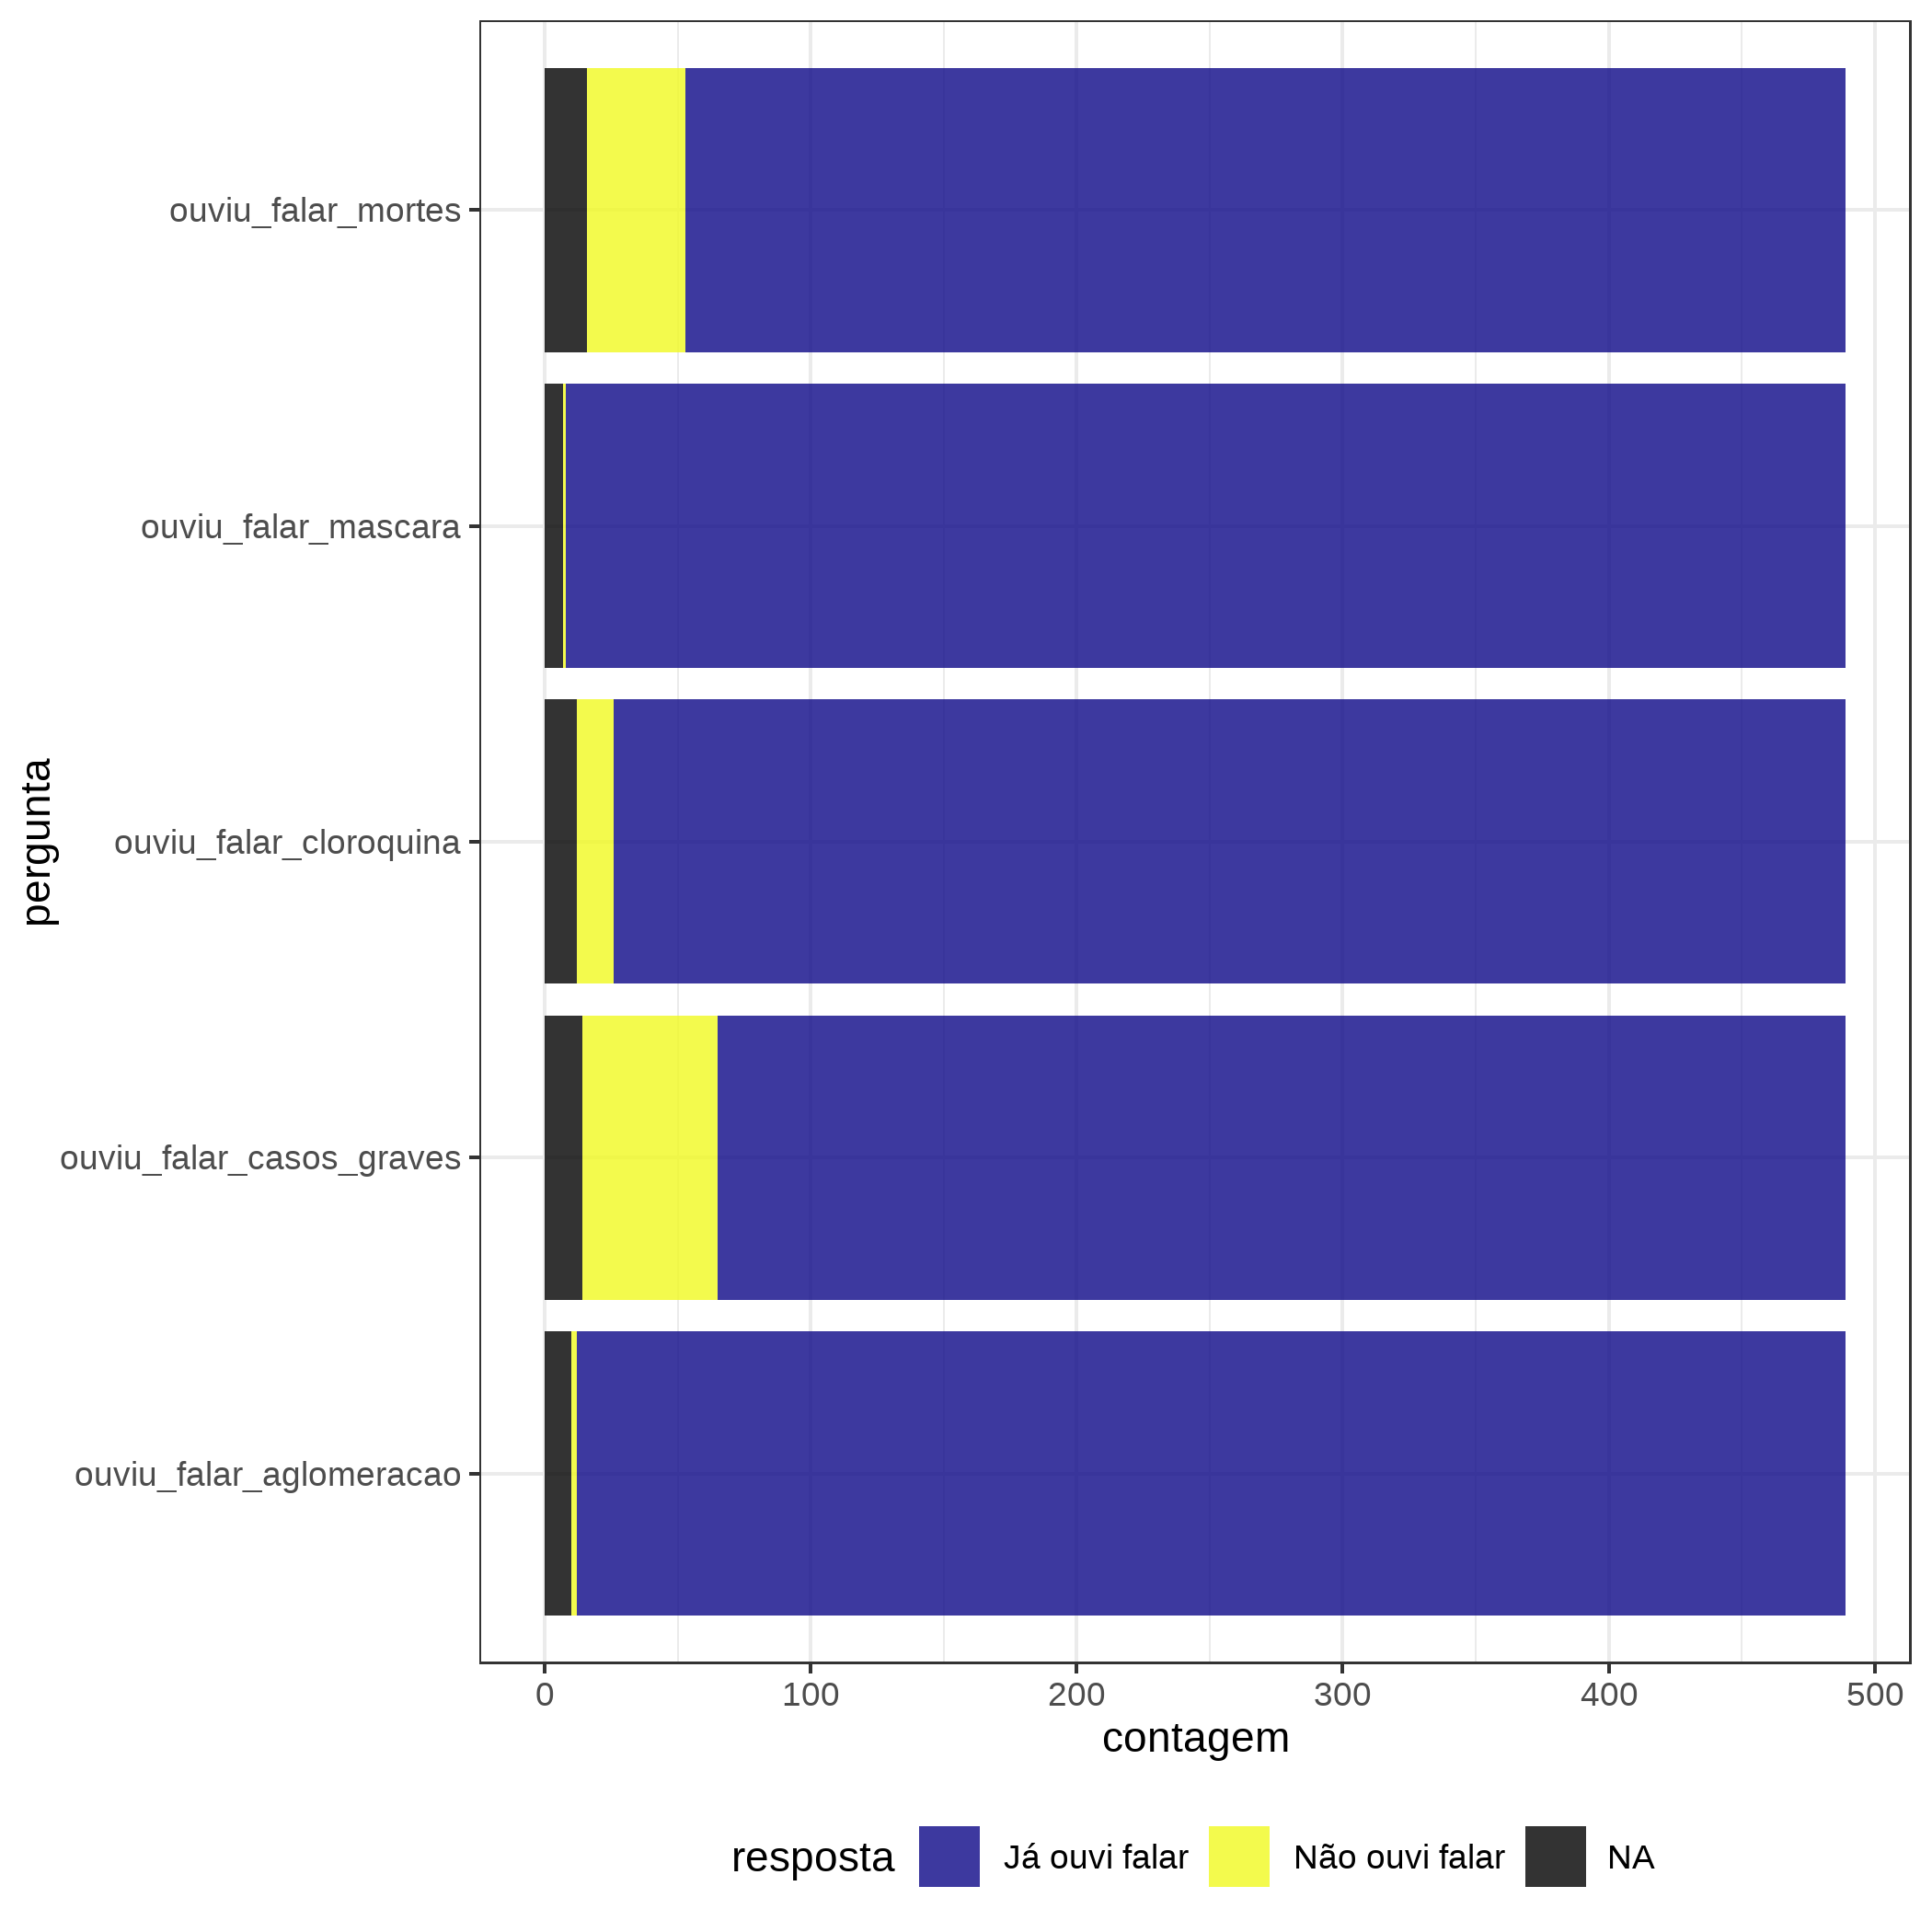 ouviu_falar_mortes
ouviu_falar_mascara
ouviu_falar_cloroquina
ouviu_falar_casos_graves
ouviu_falar_aglomeracao
pergunta
0 100 200 300 400 500
contagem
resposta Já ouvi falar Não ouvi falar NA